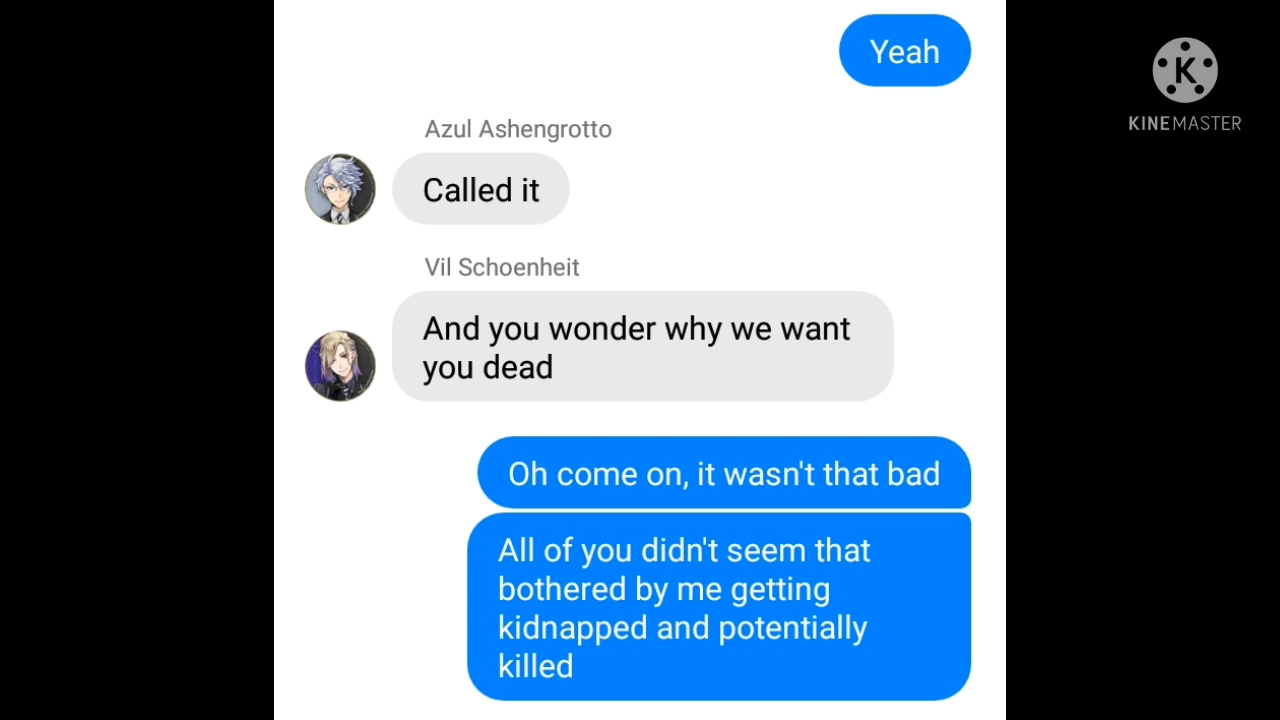 Yeah
Azul Ashengrotto
Called it
Vil Schoenheit
And you wonder why we want
you dead
Oh come on, it wasn't that bad
All of you didn't seem that
bothered by me getting
kidnapped and potentially
killed
K
KINEMASTER